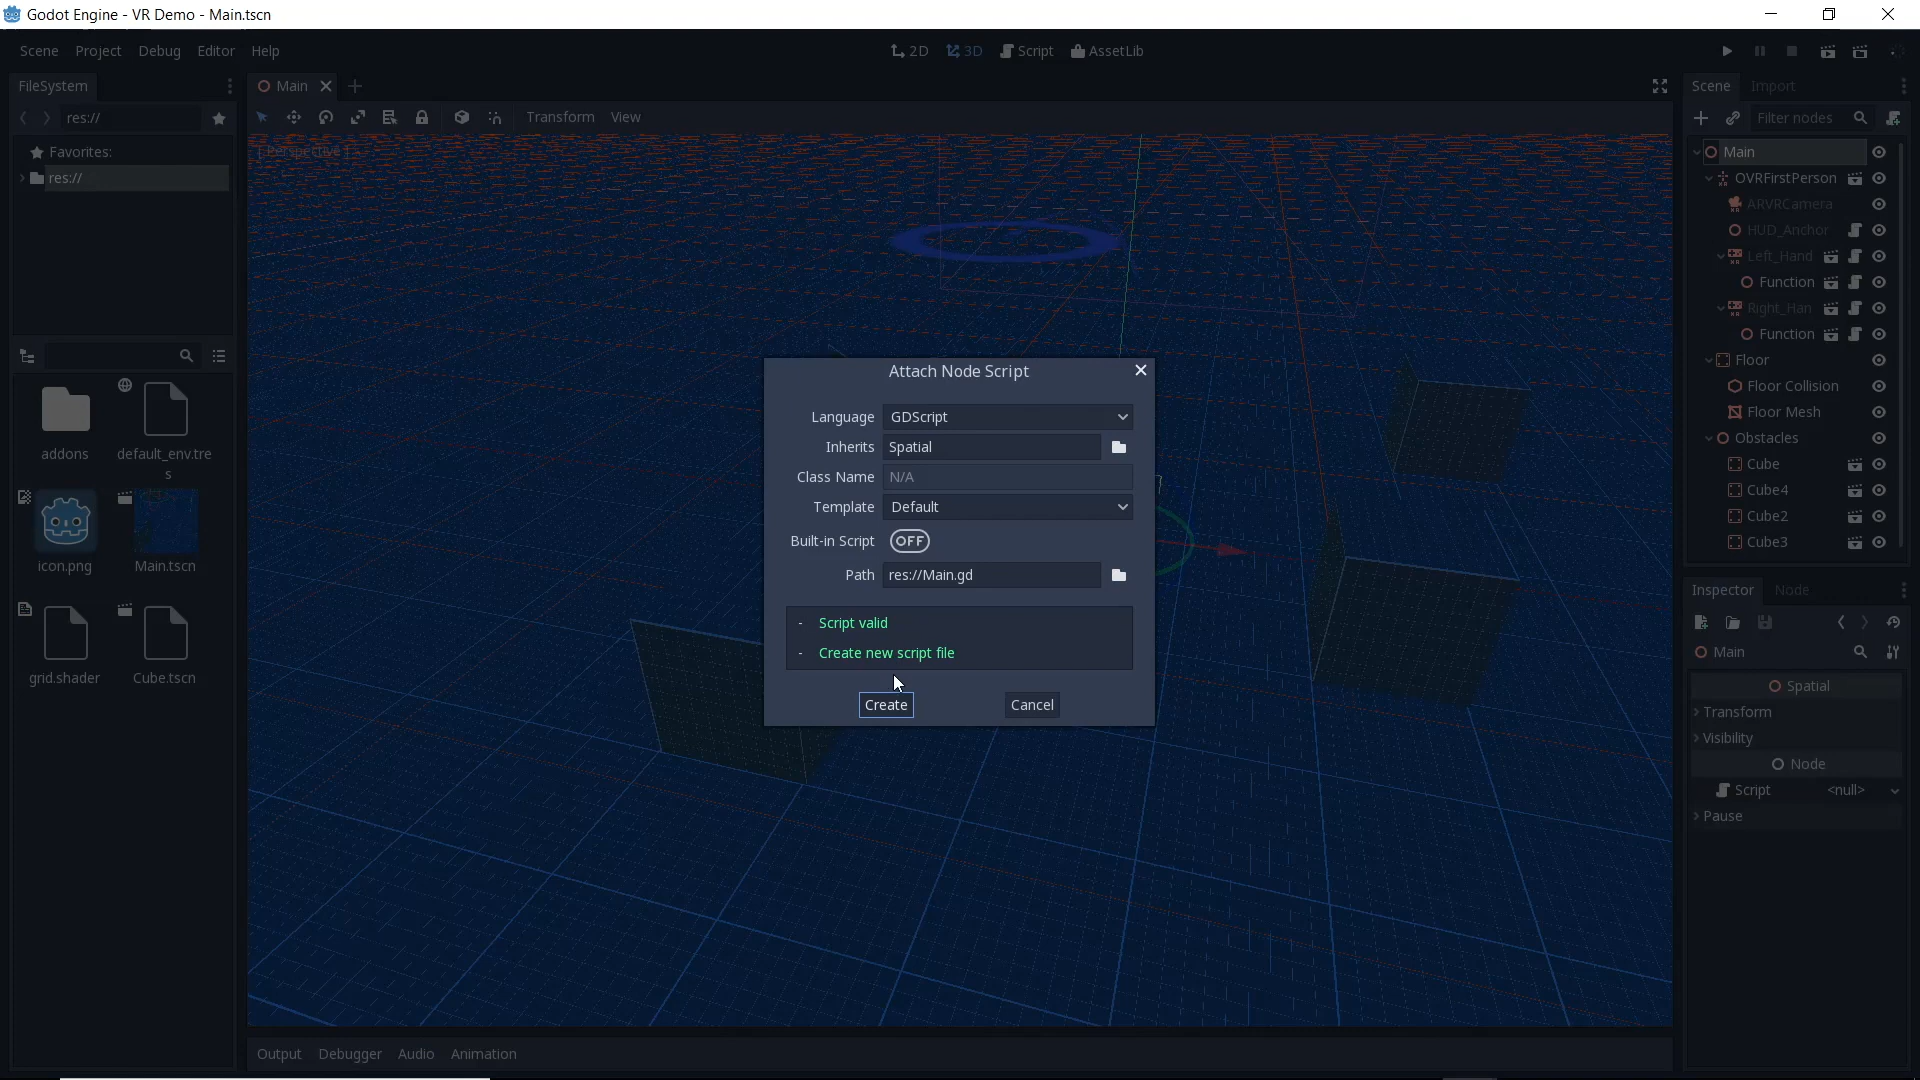 Godot Engine - VR Demo - Main.tscn
Scene Project Debug Editor Help
2D 3D Script AssetLib
FileSystem
Main
Scene Import
res://
Transform View
Filter nodes
[ Perspective ]
Favorites:
res://
addons
default_env.tre
s
icon.png
Main.tscn
grid.shader
Cube.tscn
Attach Node Script
Language GDScript
Inherits Spatial
Class Name N/A
Template Default
Built-in Script OFF
Path res://Main.gd
- Script valid
- Create new script file
Create Cancel
Main
OVRFirstPerson
ARVRCamera
HUD_Anchor
Left_Hand
Function
Right_Han
Function
Floor
Floor Collision
Floor Mesh
Obstacles
Cube
Cube4
Cube2
Cube3
Inspector Node
Main
Spatial
Transform
Visibility
Node
Script <null>
Pause
Output Debugger Audio Animation